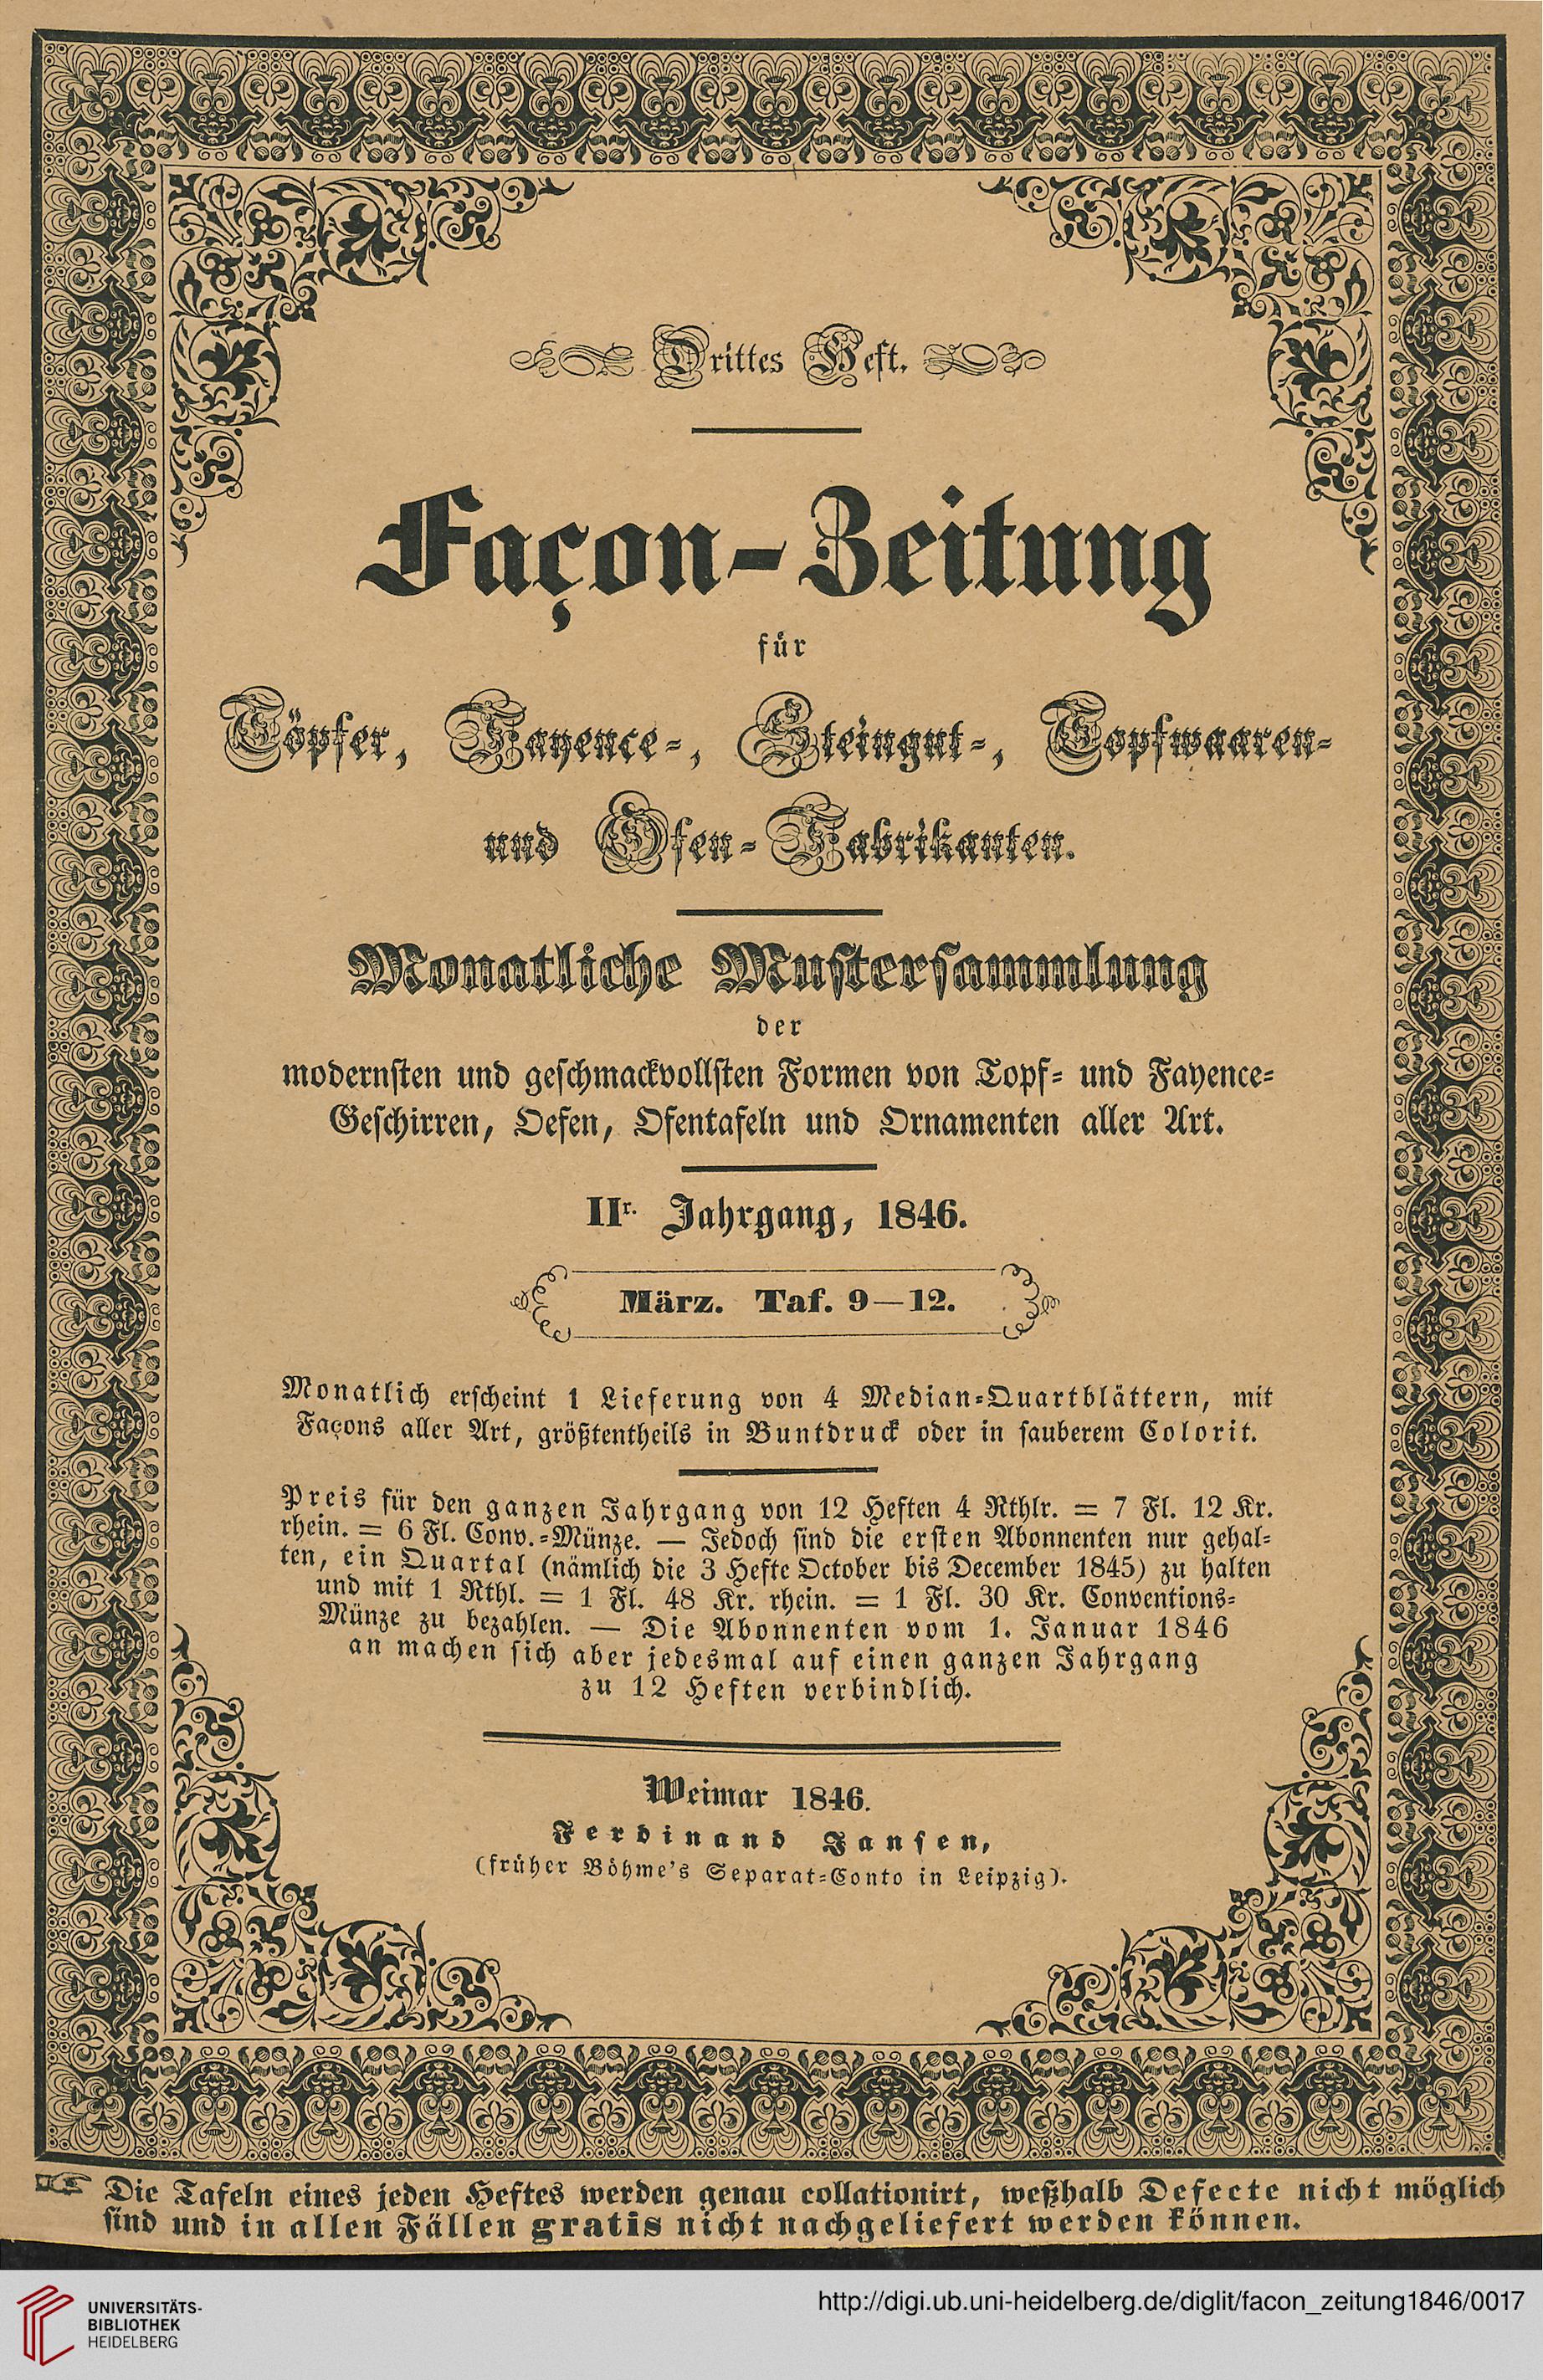 Drittes Heft.
Façon-Zeitung
für
Töpfer, Fayence-, Steingut-, Topfwaaren-
und Ofen-Fabrikanten.
Monatliche Musterſammlung
der
modernſten und geſchmackvollſten Formen von Topf- und Fayence-
Geſchirren, Oefen, Ofentafeln und Ornamenten aller Art.
IIr. Jahrgang, 1846.
März. Taf. 9—12.
Monatlich erſcheint 1 Lieferung von 4 Median-Quartblättern, mit
Façons aller Art, größtentheils in Buntdruck oder in ſauberem Colorit.
Preis für den ganzen Jahrgang von 12 Heften 4 Rthlr. = 7 Fl. 12 Kr.
rhein. = 6 Fl. Conv.-Münze. — Jedoch ſind die erſten Abonnenten nur gehal-
ten, ein Quartal (nämlich die 3 Hefte October bis December 1845) zu halten
und mit 1 Rthl. = 1 Fl. 48 Kr. rhein. = 1 Fl. 30 Kr. Conventions-
Münze zu bezahlen. — Die Abonnenten vom 1. Januar 1846
an machen ſich aber jedesmal auf einen ganzen Jahrgang
zu 12 Heften verbindlich.
Weimar 1846.
Ferdinand Janſen,
(früher Böhme's Separat-Conto in Leipzig).
☞ Die Tafeln eines jeden Heftes werden genau collationirt, weßhalb Defecte nicht möglich
ſind und in allen Fällen gratis nicht nachgeliefert werden können.
UNIVERSITÄTS-
BIBLIOTHEK
HEIDELBERG
http://digi.ub.uni-heidelberg.de/diglit/facon_zeitung1846/0017